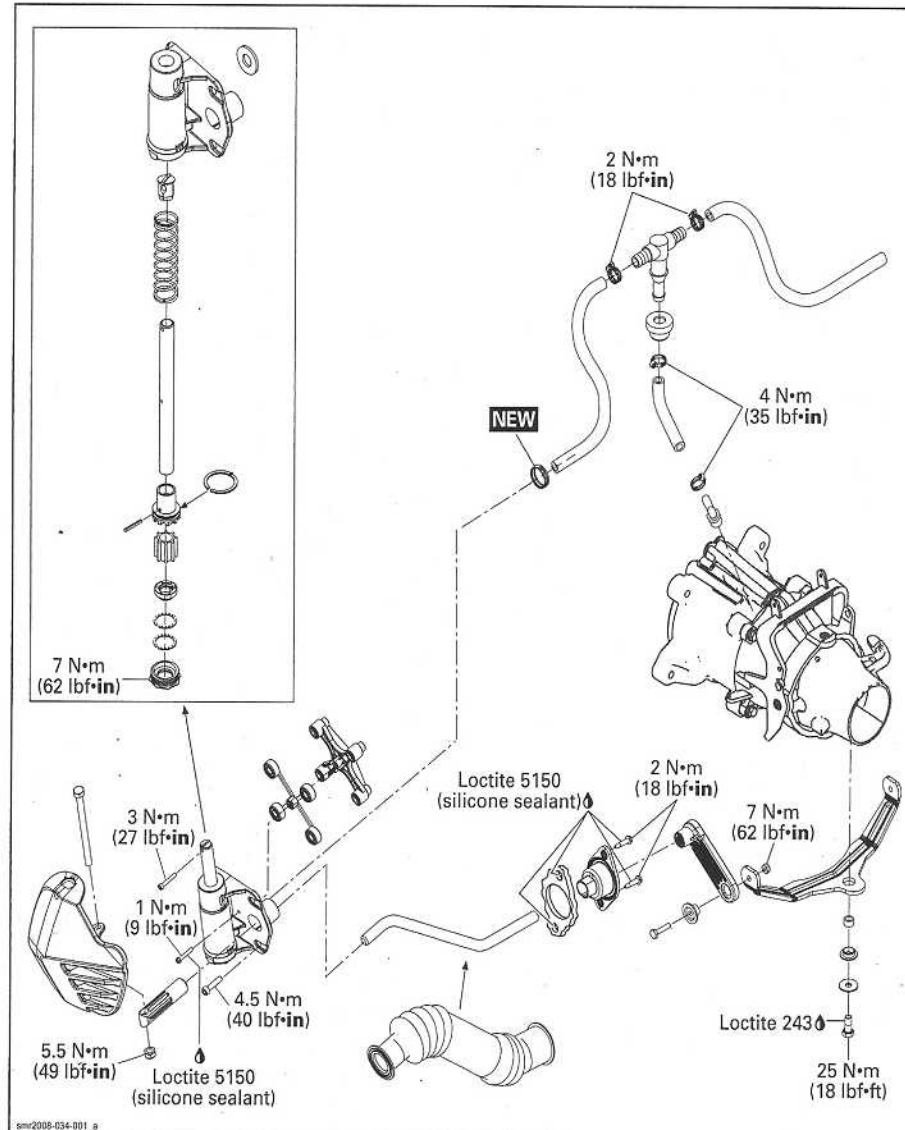 2 N•m
(18 lbf•in)
4 N•m
(35 lbf•in)
NEW
7 N•m
(62 lbf•in)
3 N•m
(27 lbf•in)
Loctite 5150
(silicone sealant)
2 N•m
(18 lbf•in)
7 N•m
(62 lbf•in)
1 N•m
(9 lbf•in)
4.5 N•m
(40 lbf•in)
5.5 N•m
(49 lbf•in)
Loctite 5150
(silicone sealant)
Loctite 243
25 N•m
(18 lbf•ft)
smr2008-034-001_a